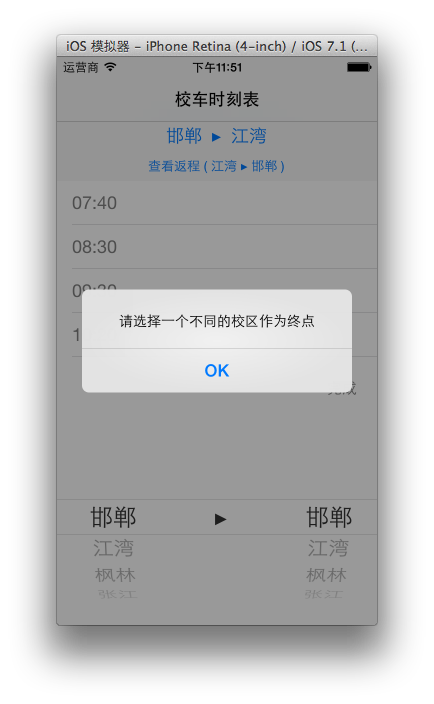 iOS 模拟器 - iPhone Retina (4-inch) / iOS 7.1 (...
运营商 下午11:51
校车时刻表
邯郸 ▸ 江湾
查看返程 ( 江湾 ▸ 邯郸 )
07:40
08:30
09:30
请选择一个不同的校区作为终点
1
OK
完成
邯郸 ▸ 邯郸
江湾 江湾
枫林 枫林
张江 张江